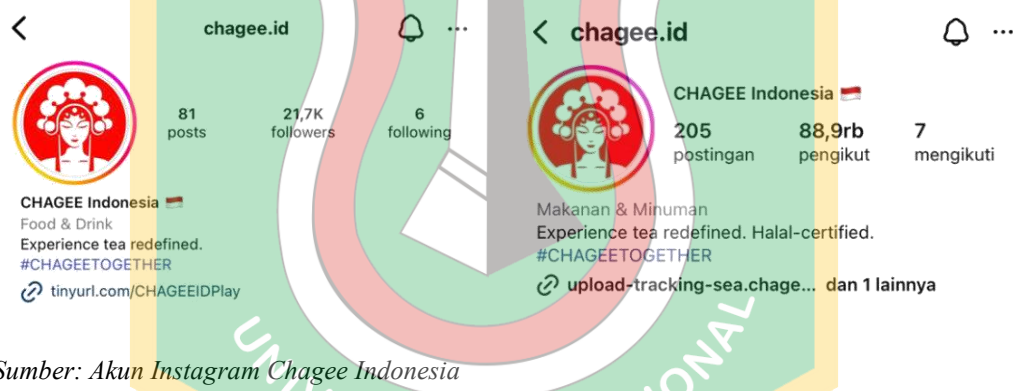 chagee.id
81
posts
21,7K
followers
6
following
CHAGEE Indonesia
Food & Drink
Experience tea redefined.
#CHAGEETOGETHER
tinyurl.com/CHAGEEIDPlay
chagee.id
CHAGEE Indonesia
205
postingan
88,9rb
pengikut
7
mengikuti
Makanan & Minuman
Experience tea redefined. Halal-certified.
#CHAGEETOGETHER
upload-tracking-sea.chage... dan 1 lainnya
Sumber: Akun Instagram Chagee Indonesia